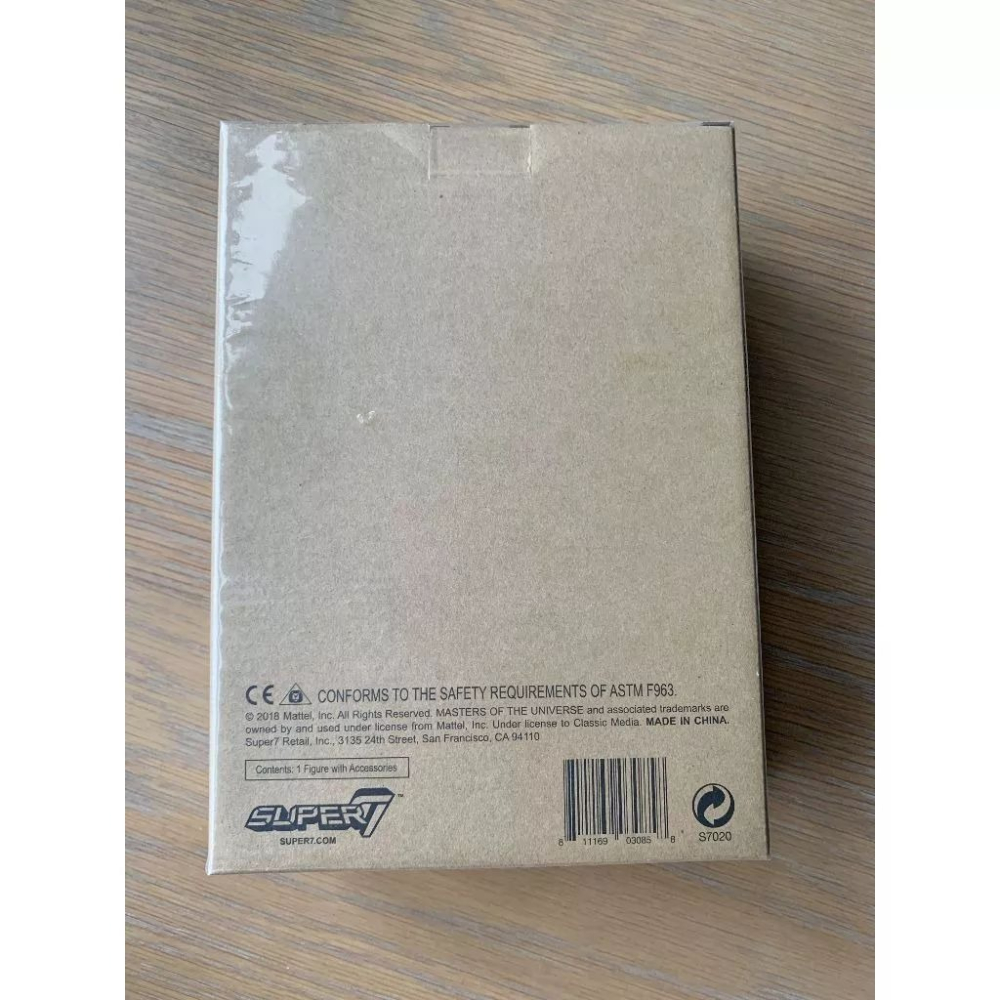 CE CONFORMS TO THE SAFETY REQUIREMENTS OF ASTM F963.
© 2018 Mattel, Inc. All Rights Reserved. MASTERS OF THE UNIVERSE and associated trademarks are
owned by and used under license from Mattel, Inc. Under license to Classic Media. MADE IN CHINA.
Super7 Retail, Inc., 3135 24th Street, San Francisco, CA 94110
Contents: 1 Figure with Accessories
SUPER7™
SUPER7.COM
8 11169 03085 8
S7020